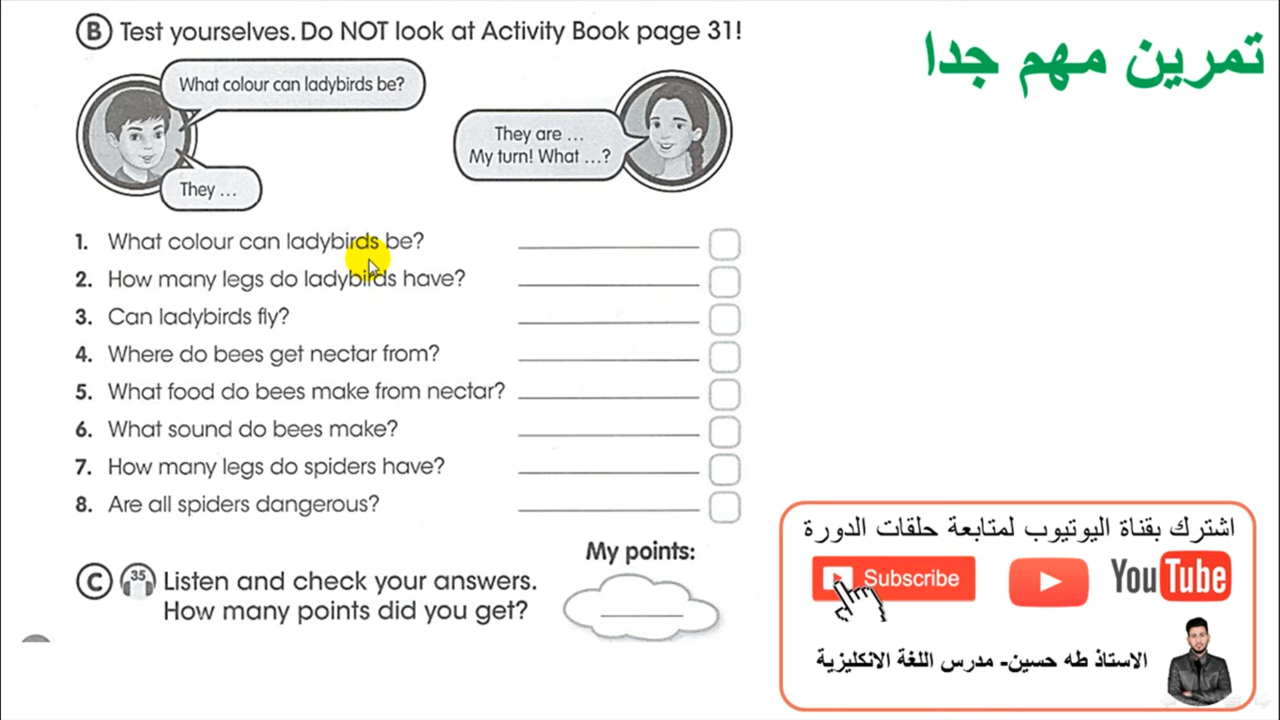 B Test yourselves. Do NOT look at Activity Book page 31!
تمرين مهم جدا
What colour can ladybirds be?
They are ...
My turn! What ...?
They ...
1. What colour can ladybirds be?
2. How many legs do ladybirds have?
3. Can ladybirds fly?
4. Where do bees get nectar from?
5. What food do bees make from nectar?
6. What sound do bees make?
7. How many legs do spiders have?
8. Are all spiders dangerous?
My points:
C 35 Listen and check your answers.
How many points did you get?
اشترك بقناة اليوتيوب لمتابعة حلقات الدورة
Subscribe
YouTube
الاستاذ طه حسين- مدرس اللغة الانكليزية